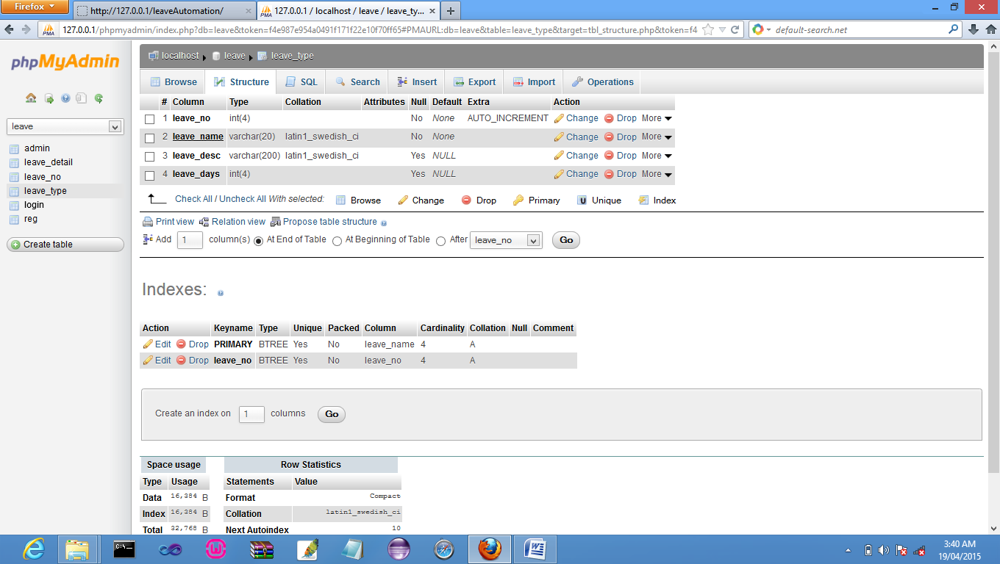 Firefox
http://127.0.0.1/leaveAutomation/
127.0.0.1 / localhost / leave / leave_ty...
127.0.0.1/phpmyadmin/index.php?db=leave&token=f4e987e954a0491f171f22e10f70ff65#PMAURL:db=leave&table=leave_type&target=tbl_structure.php&token=f4
default-search.net
phpMyAdmin
leave
admin
leave_detail
leave_no
leave_type
login
reg
Create table
localhost leave leave_type
Browse Structure SQL Search Insert Export Import Operations
# Column Type Collation Attributes Null Default Extra Action
1 leave_no int(4) No None AUTO_INCREMENT Change Drop More
2 leave_name varchar(20) latin1_swedish_ci No None Change Drop More
3 leave_desc varchar(200) latin1_swedish_ci Yes NULL Change Drop More
4 leave_days int(4) Yes NULL Change Drop More
Check All / Uncheck All With selected: Browse Change Drop Primary Unique Index
Print view Relation view Propose table structure
Add 1 column(s) At End of Table At Beginning of Table After leave_no Go
Indexes:
Action Keyname Type Unique Packed Column Cardinality Collation Null Comment
Edit Drop PRIMARY BTREE Yes No leave_name 4 A
Edit Drop leave_no BTREE Yes No leave_no 4 A
Create an index on 1 columns Go
Space usage
Type Usage
Data 16,384 B
Index 16,384 B
Total 32,768 B
Row Statistics
Statements Value
Format Compact
Collation latin1_swedish_ci
Next Autoindex 10
3:40 AM
19/04/2015